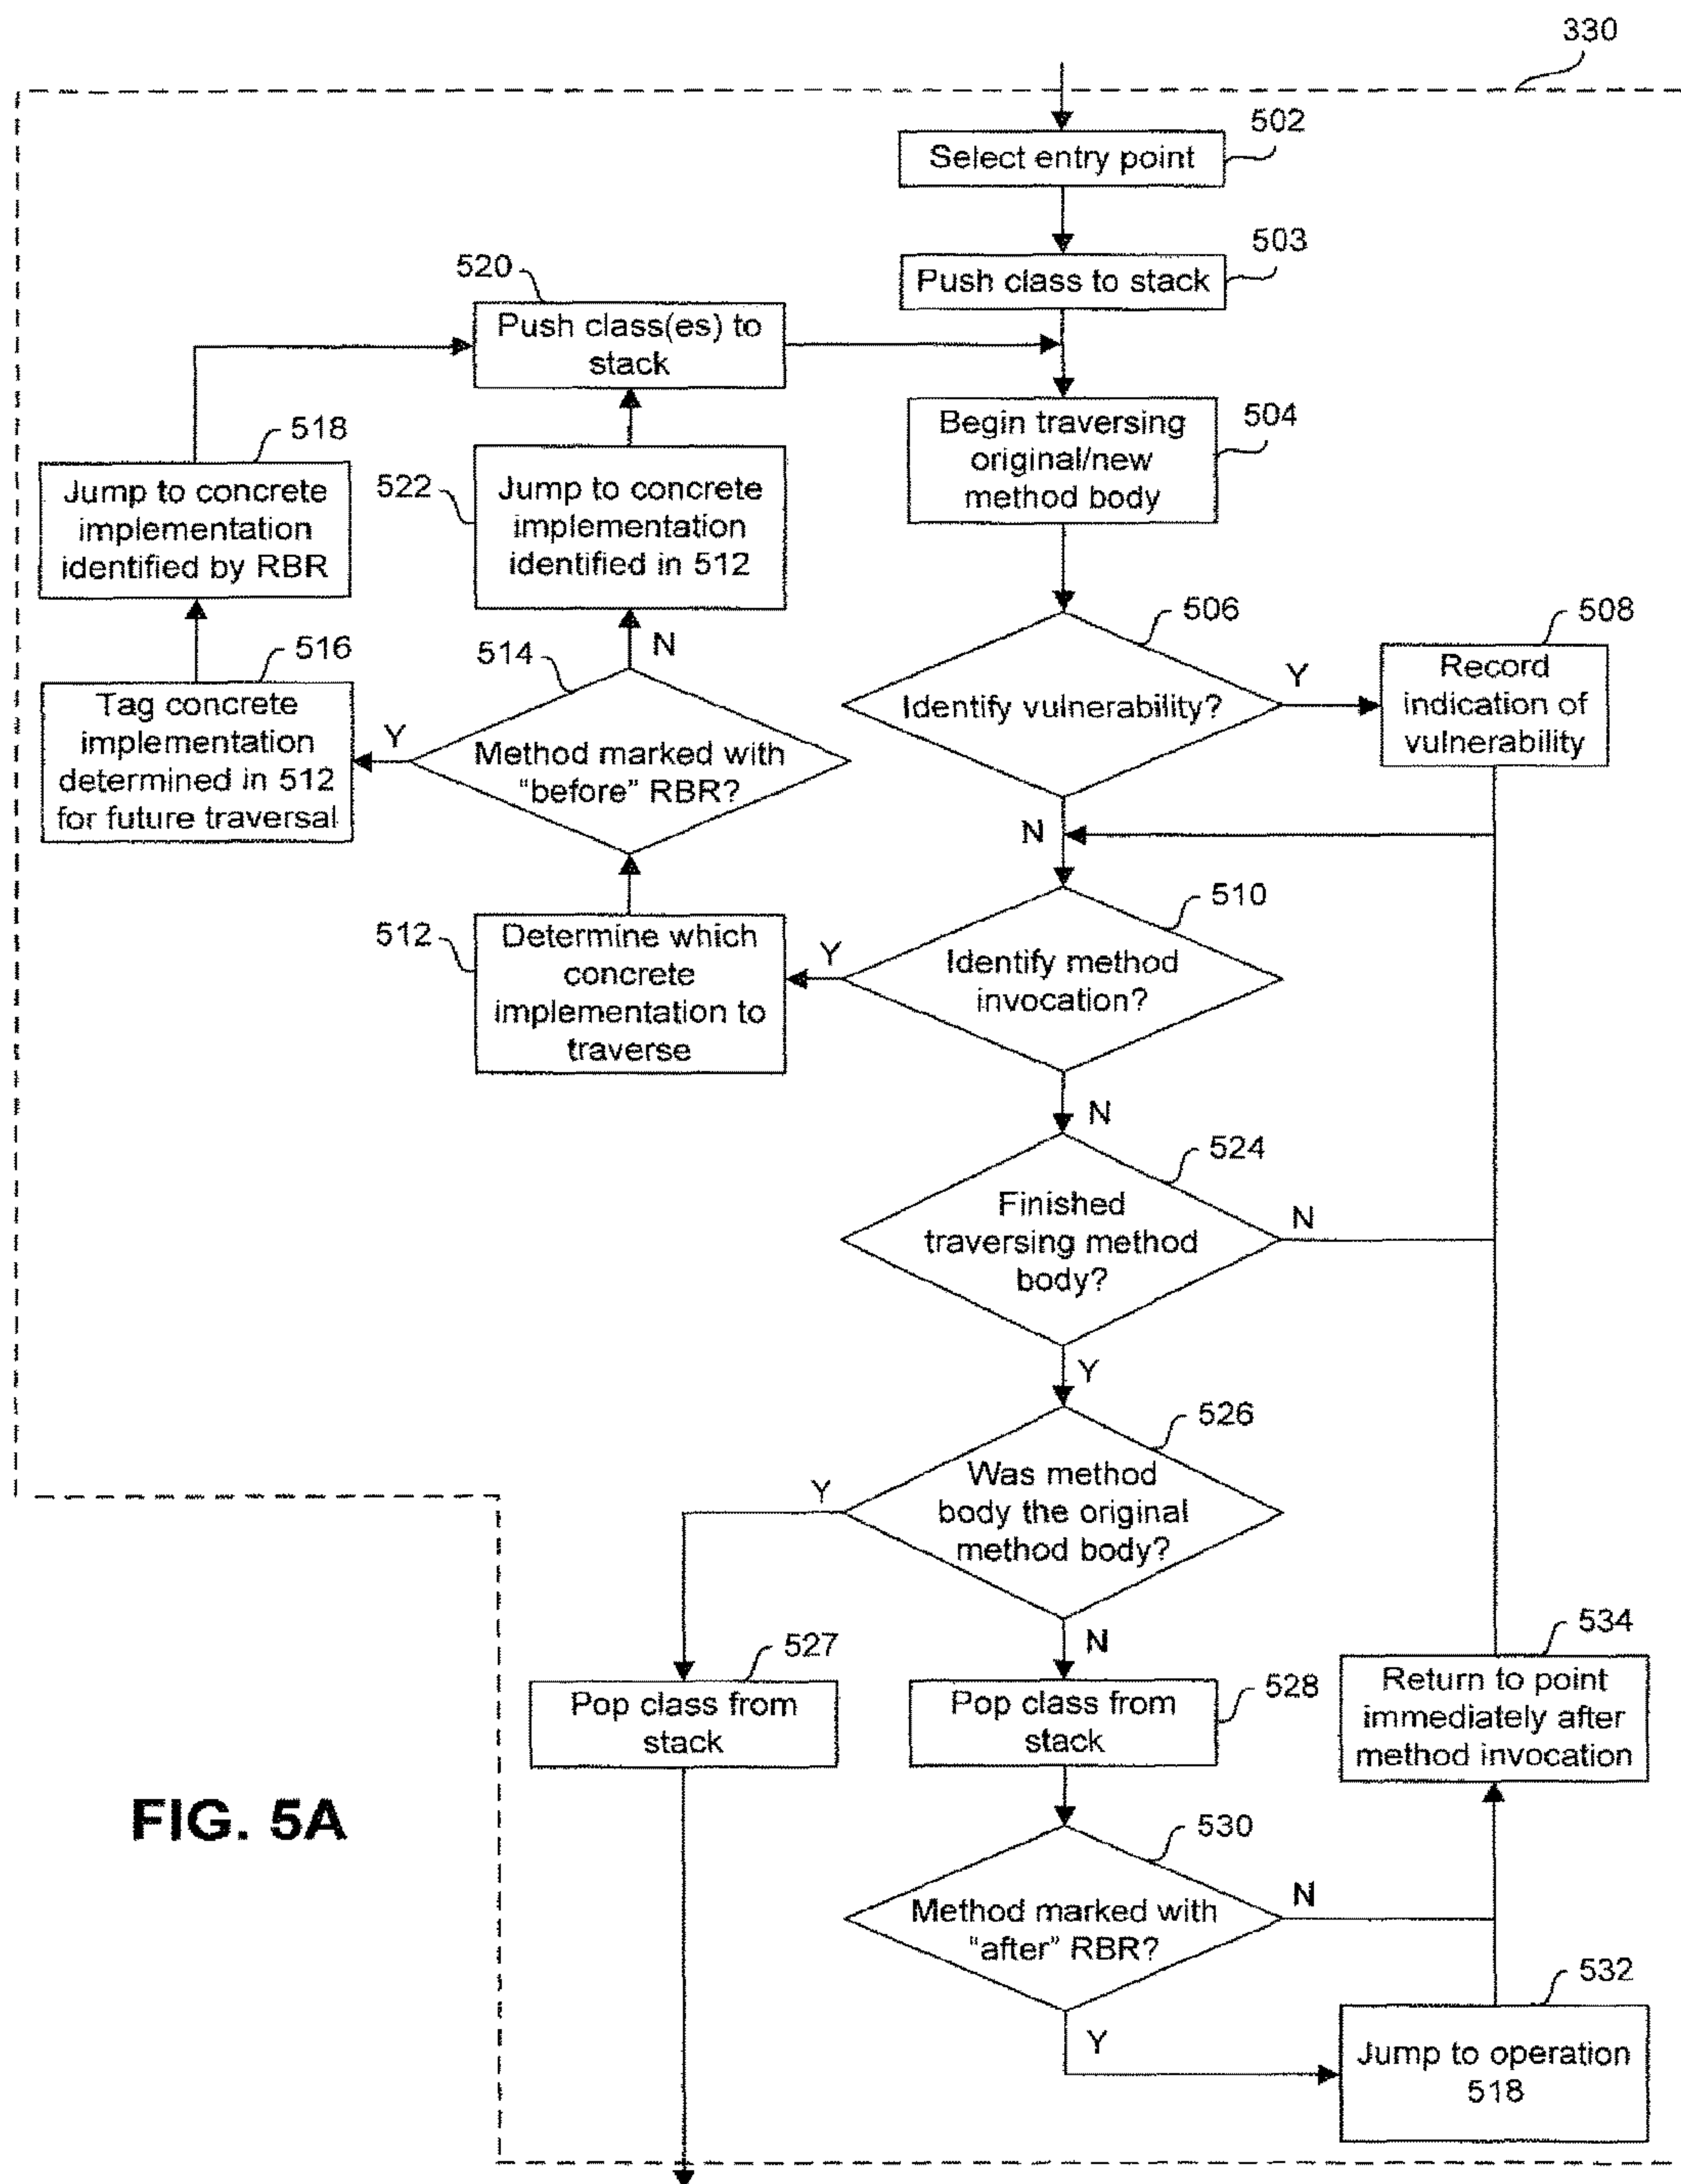 330
502
Select entry point
503
Push class to stack
520
Push class(es) to
stack
504
Begin traversing
original/new
method body
518
Jump to concrete
implementation
identified by RBR
522
Jump to concrete
implementation
identified in 512
506
Identify vulnerability?
Y
508
Record
indication of
vulnerability
N
516
Tag concrete
implementation
determined in 512
for future traversal
Y
514
N
Method marked with
"before" RBR?
512
Determine which
concrete
implementation to
traverse
Y
510
Identify method
invocation?
N
524
Finished
traversing method
body?
N
Y
526
Was method
body the original
method body?
Y
N
527
Pop class from
stack
528
Pop class from
stack
534
Return to point
immediately after
method invocation
530
Method marked with
"after" RBR?
N
Y
532
Jump to operation
518
FIG. 5A